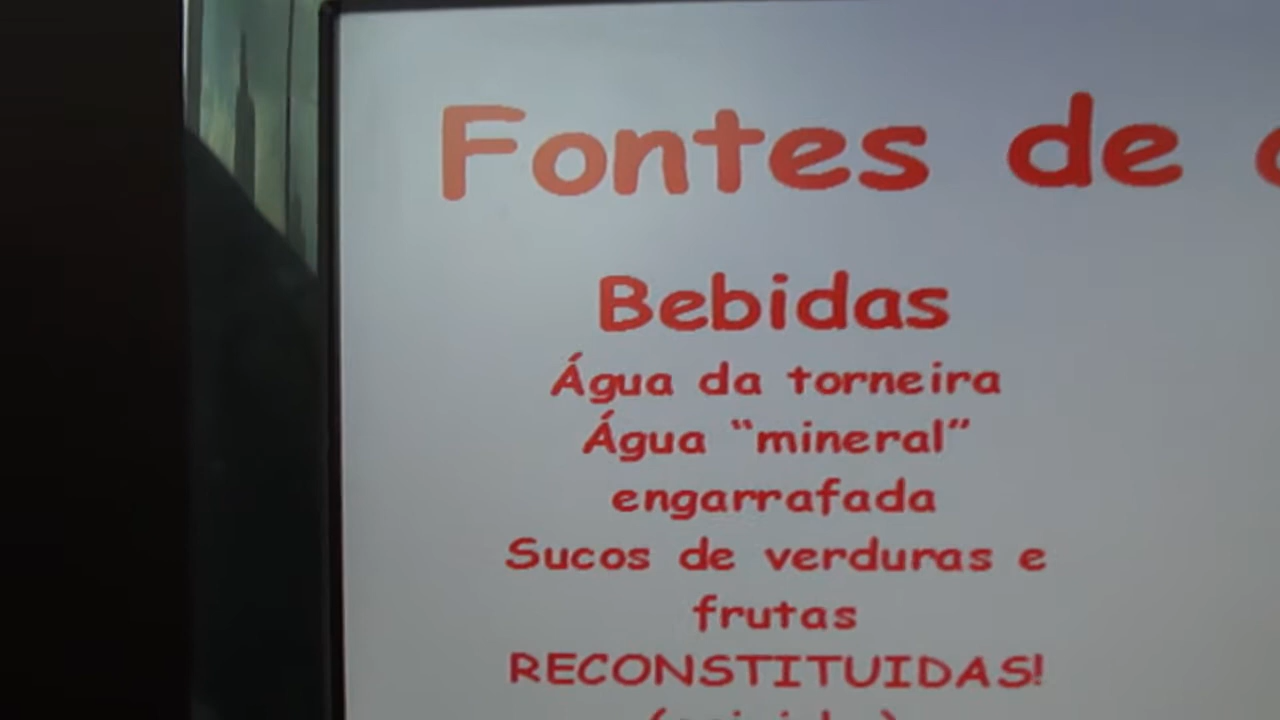 Fontes de
Bebidas
Água da torneira
Água “mineral”
engarrafada
Sucos de verduras e
frutas
RECONSTITUIDAS!